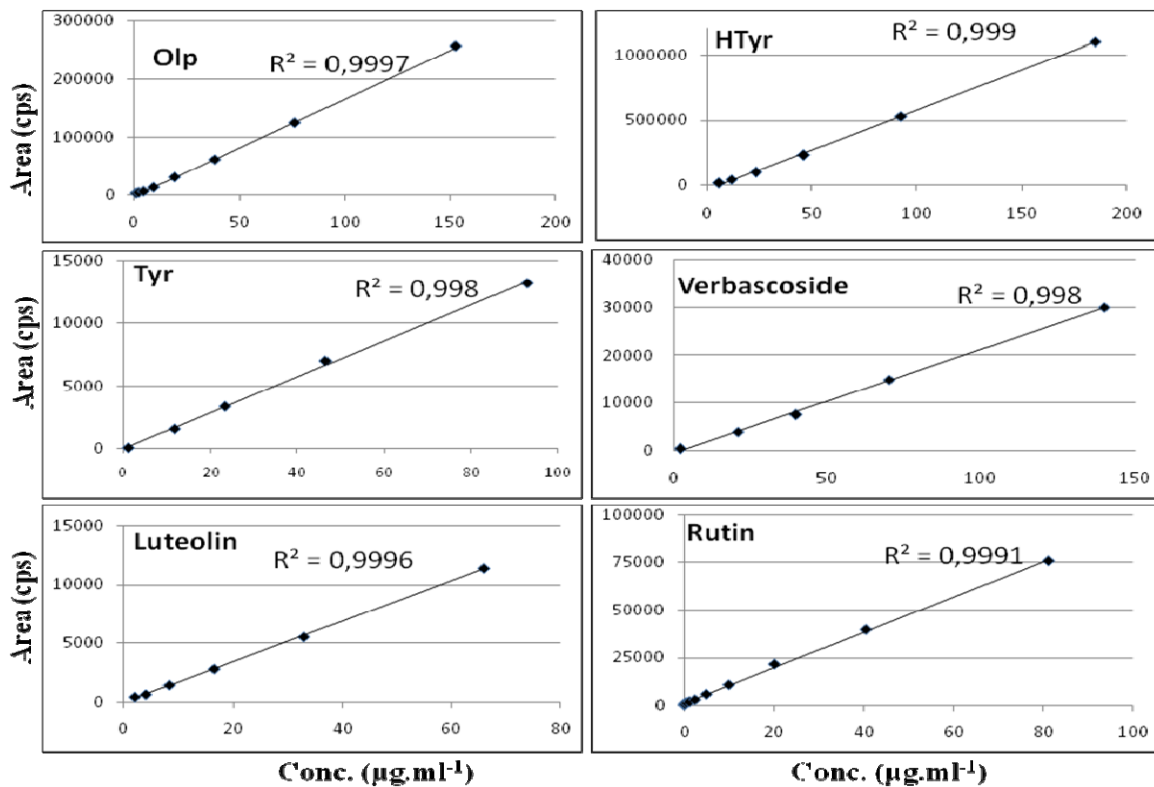 Olp
R² = 0,9997
300000
200000
100000
0
0 50 100 150 200
HTyr
R² = 0,999
1000000
500000
0
0 50 100 150 200
Area (cps)
Tyr
R² = 0,998
15000
10000
5000
0
0 20 40 60 80 100
Verbascoside
R² = 0,998
40000
30000
20000
10000
0
0 50 100 150
Area (cps)
Luteolin
R² = 0,9996
15000
10000
5000
0
0 20 40 60 80
Rutin
R² = 0,9991
100000
75000
50000
25000
0
0 20 40 60 80 100
Area (cps)
Conc. (µg.ml⁻¹)
Conc. (µg.ml⁻¹)